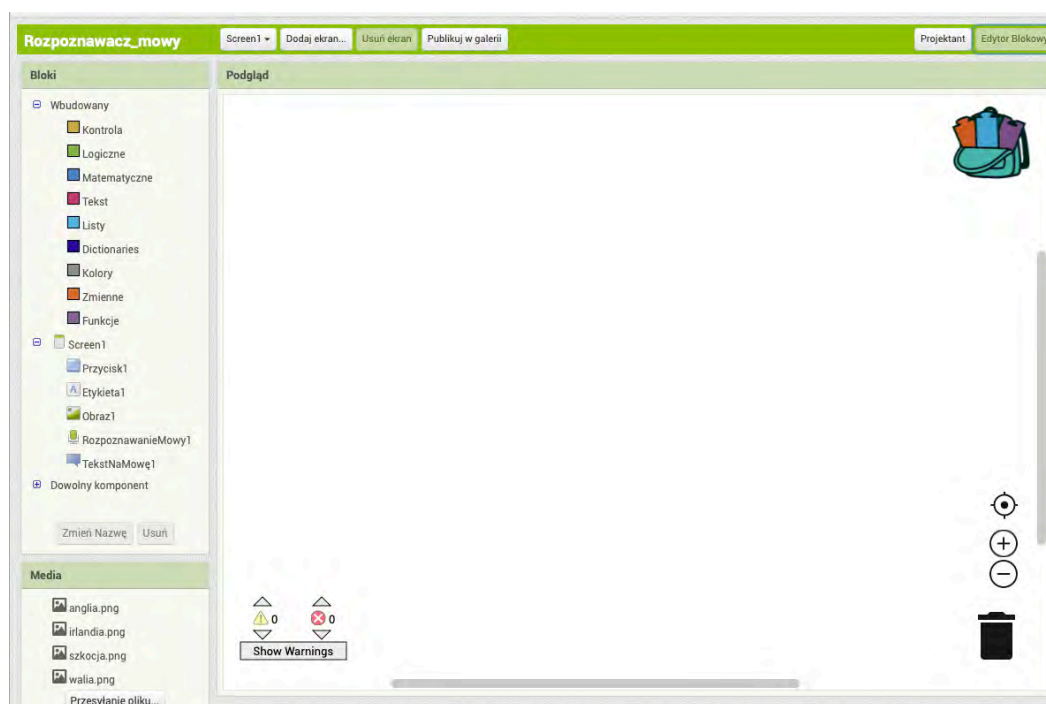 Rozpoznawacz_mowy Screen1 Dodaj ekran... Usuń ekran Publikuj w galerii Projektant Edytor Blokowy
Bloki
Wbudowany
Kontrola
Logiczne
Matematyczne
Tekst
Listy
Dictionaries
Kolory
Zmienne
Funkcje
Screen1
Przycisk1
Etykieta1
Obraz1
RozpoznawanieMowy1
TekstNaMowę1
Dowolny komponent
Zmień Nazwę Usuń
Media
anglia.png
irlandia.png
szkocja.png
walia.png
Przesyłanie pliku...
Podgląd
0 0
Show Warnings